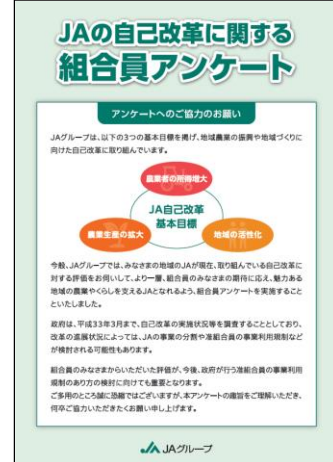 JAの自己改革に関する
組合員アンケート
アンケートへのご協力のお願い
JAグループは、以下の3つの基本目標を掲げ、地域農業の振興や地域づくりに
向けた自己改革に取り組んでいます。
農業者の所得増大
JA自己改革
基本目標
農業生産の拡大
地域の活性化
今般、JAグループでは、みなさまの地域のJAが現在、取り組んでいる自己改革に
対する評価をお伺いして、より一層、組合員のみなさまの期待に応え、魅力ある
地域の農業やくらしを支えるJAとなれるよう、組合員アンケートを実施すること
といたしました。
政府は、平成33年3月まで、自己改革の実施状況等を調査することとしており、
改革の進展状況によっては、JAの事業の分割や准組合員の事業利用規制など
が検討される可能性もあります。
組合員のみなさまからいただいた評価が、今後、政府が行う准組合員の事業利用
規制のあり方の検討に向けても重要となります。
ご多用のところ誠に恐縮ではございますが、本アンケートの趣旨をご理解いただき、
何卒ご協力いただきたくお願い申し上げます。
JAグループ